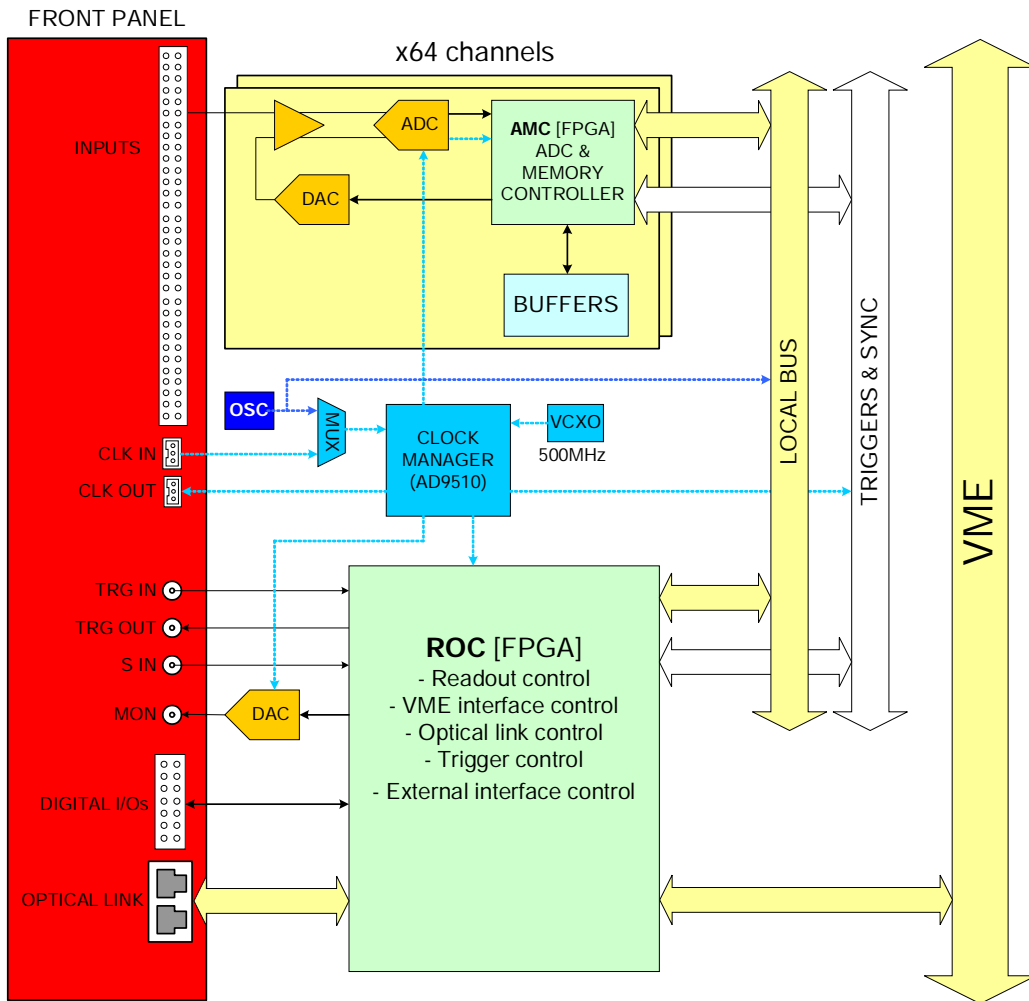 FRONT PANEL
x64 channels
INPUTS
ADC
DAC
AMC [FPGA]
ADC &
MEMORY
CONTROLLER
BUFFERS
OSC
MUX
CLOCK
MANAGER
(AD9510)
VCXO
500MHz
CLK IN
CLK OUT
LOCAL BUS
TRIGGERS & SYNC
VME
TRG IN
TRG OUT
S IN
MON
DAC
DIGITAL I/Os
OPTICAL LINK
ROC [FPGA]
- Readout control
- VME interface control
- Optical link control
- Trigger control
- External interface control